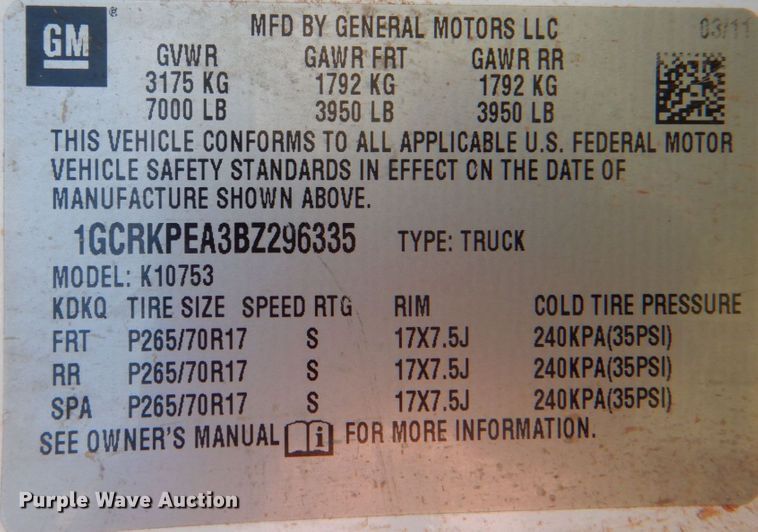 GM ®
MFD BY GENERAL MOTORS LLC 03/11
GVWR GAWR FRT GAWR RR
3175 KG 1792 KG 1792 KG
7000 LB 3950 LB 3950 LB
THIS VEHICLE CONFORMS TO ALL APPLICABLE U.S. FEDERAL MOTOR
VEHICLE SAFETY STANDARDS IN EFFECT ON THE DATE OF
MANUFACTURE SHOWN ABOVE.
1GCRKPEA3BZ296335 TYPE: TRUCK
MODEL: K10753
KDKQ TIRE SIZE SPEED RTG RIM COLD TIRE PRESSURE
FRT P265/70R17 S 17X7.5J 240KPA(35PSI)
RR P265/70R17 S 17X7.5J 240KPA(35PSI)
SPA P265/70R17 S 17X7.5J 240KPA(35PSI)
SEE OWNER'S MANUAL i FOR MORE INFORMATION.
Purple Wave Auction